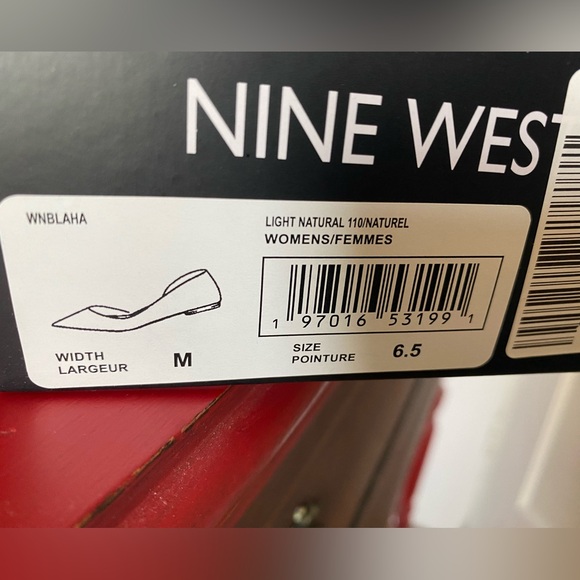 NINE WEST
WNBLAHA
LIGHT NATURAL 110/NATUREL
WOMENS/FEMMES
1 97016 53199 1
WIDTH
LARGEUR
M
SIZE
POINTURE
6.5